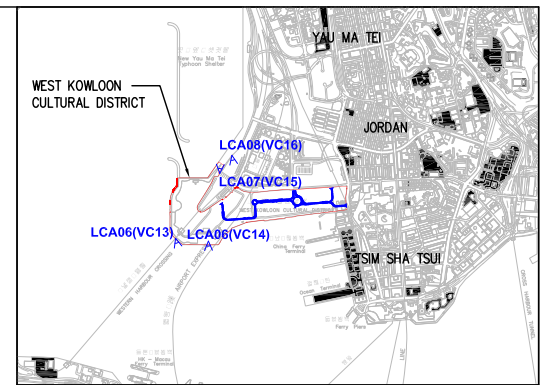 YAU MA TEI
New Yau Ma Tei
Typhoon Shelter
WEST KOWLOON
CULTURAL DISTRICT
JORDAN
LCA08(VC16)
LCA07(VC15)
WEST KOWLOON CULTURAL DISTRICT
LCA06(VC13)
LCA06(VC14)
China Ferry
Terminal
TSIM SHA TSUI
Ocean Terminal
WESTERN HARBOUR CROSSING
AIRPORT EXPRESS
Ferry Piers
CROSS HARBOUR TUNNEL
LINE
HK - Macau
Ferry Terminal